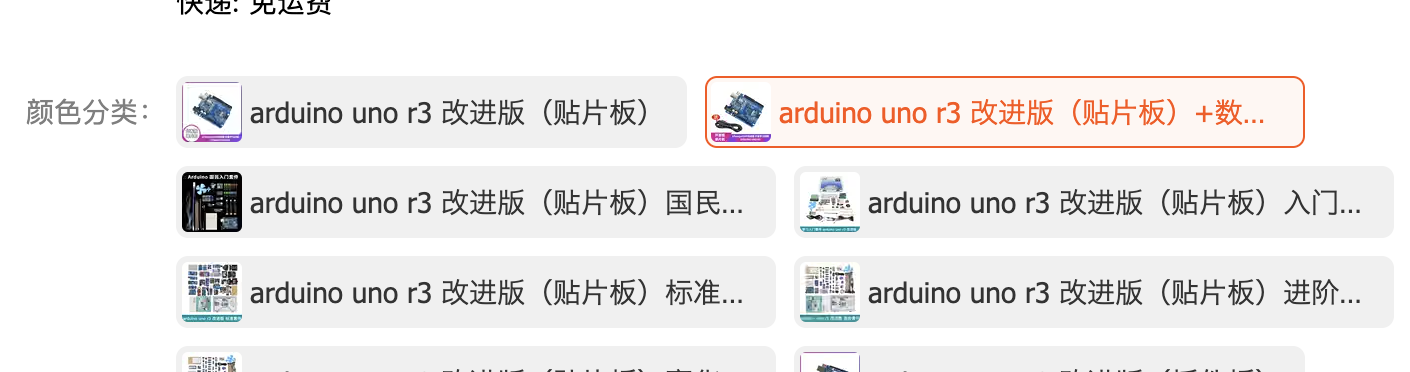 快递: 免运费
颜色分类:
arduino uno r3 改进版（贴片板）
arduino uno r3 改进版（贴片板）+数...
arduino uno r3 改进版（贴片板）国民...
arduino uno r3 改进版（贴片板）入门...
arduino uno r3 改进版（贴片板）标准...
arduino uno r3 改进版（贴片板）进阶...